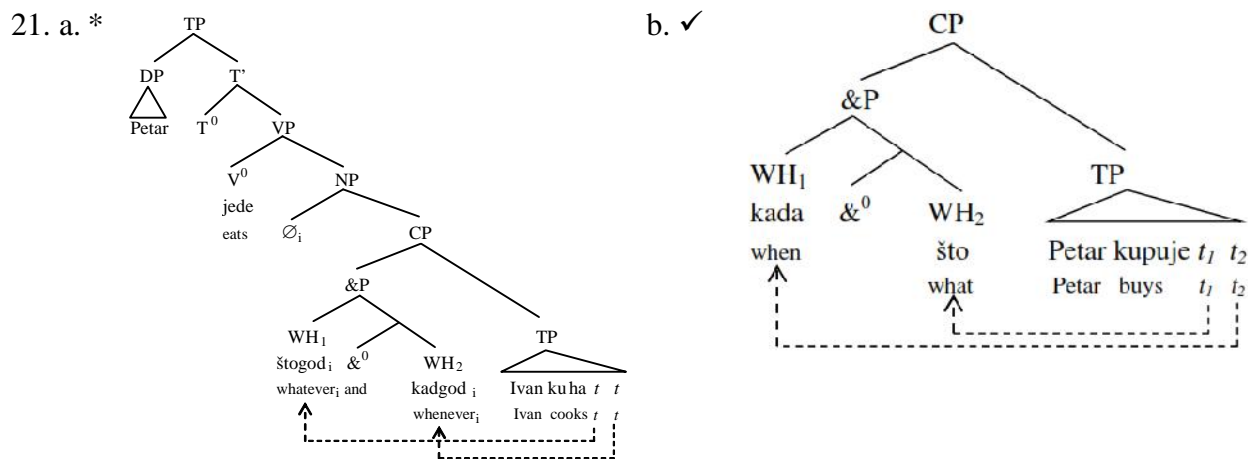 21. a. *
TP
DP T’
Petar T⁰ VP
V⁰ NP
jede
eats ∅i CP
&P
WH₁ TP
štogod i &⁰ WH₂
whateveri and kadgod i Ivan kuha t t
wheneveri Ivan cooks t t
b. ✓
CP
&P
WH₁ TP
kada &⁰ WH₂
when što Petar kupuje t₁ t₂
what Petar buys t₁ t₂